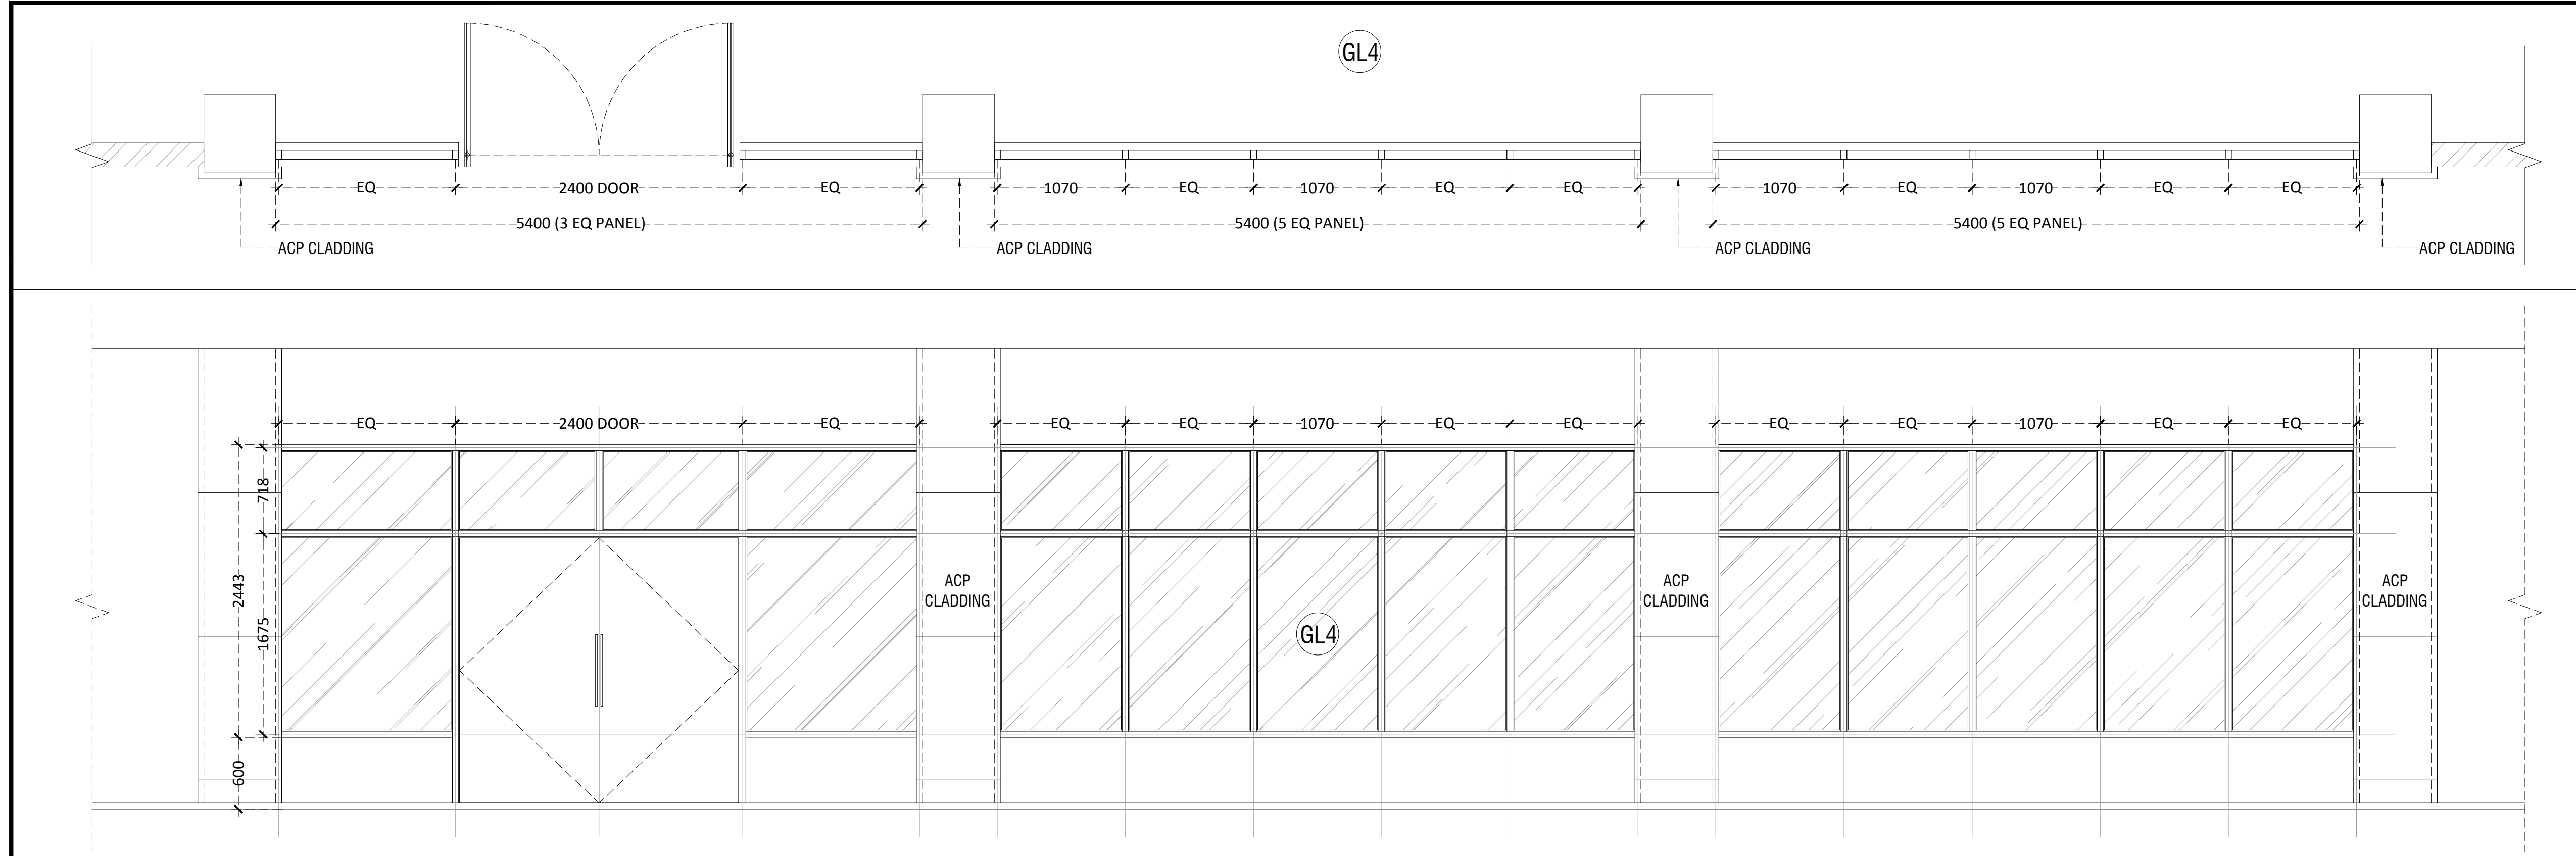 GL4
EQ
2400 DOOR
EQ
1070
EQ
1070
EQ
EQ
1070
EQ
1070
EQ
EQ
5400 (3 EQ PANEL)
5400 (5 EQ PANEL)
5400 (5 EQ PANEL)
ACP CLADDING
ACP CLADDING
ACP CLADDING
ACP CLADDING
EQ
2400 DOOR
EQ
EQ
EQ
1070
EQ
EQ
EQ
EQ
1070
EQ
EQ
718
2443
1675
600
ACP
CLADDING
ACP
CLADDING
ACP
CLADDING
GL4